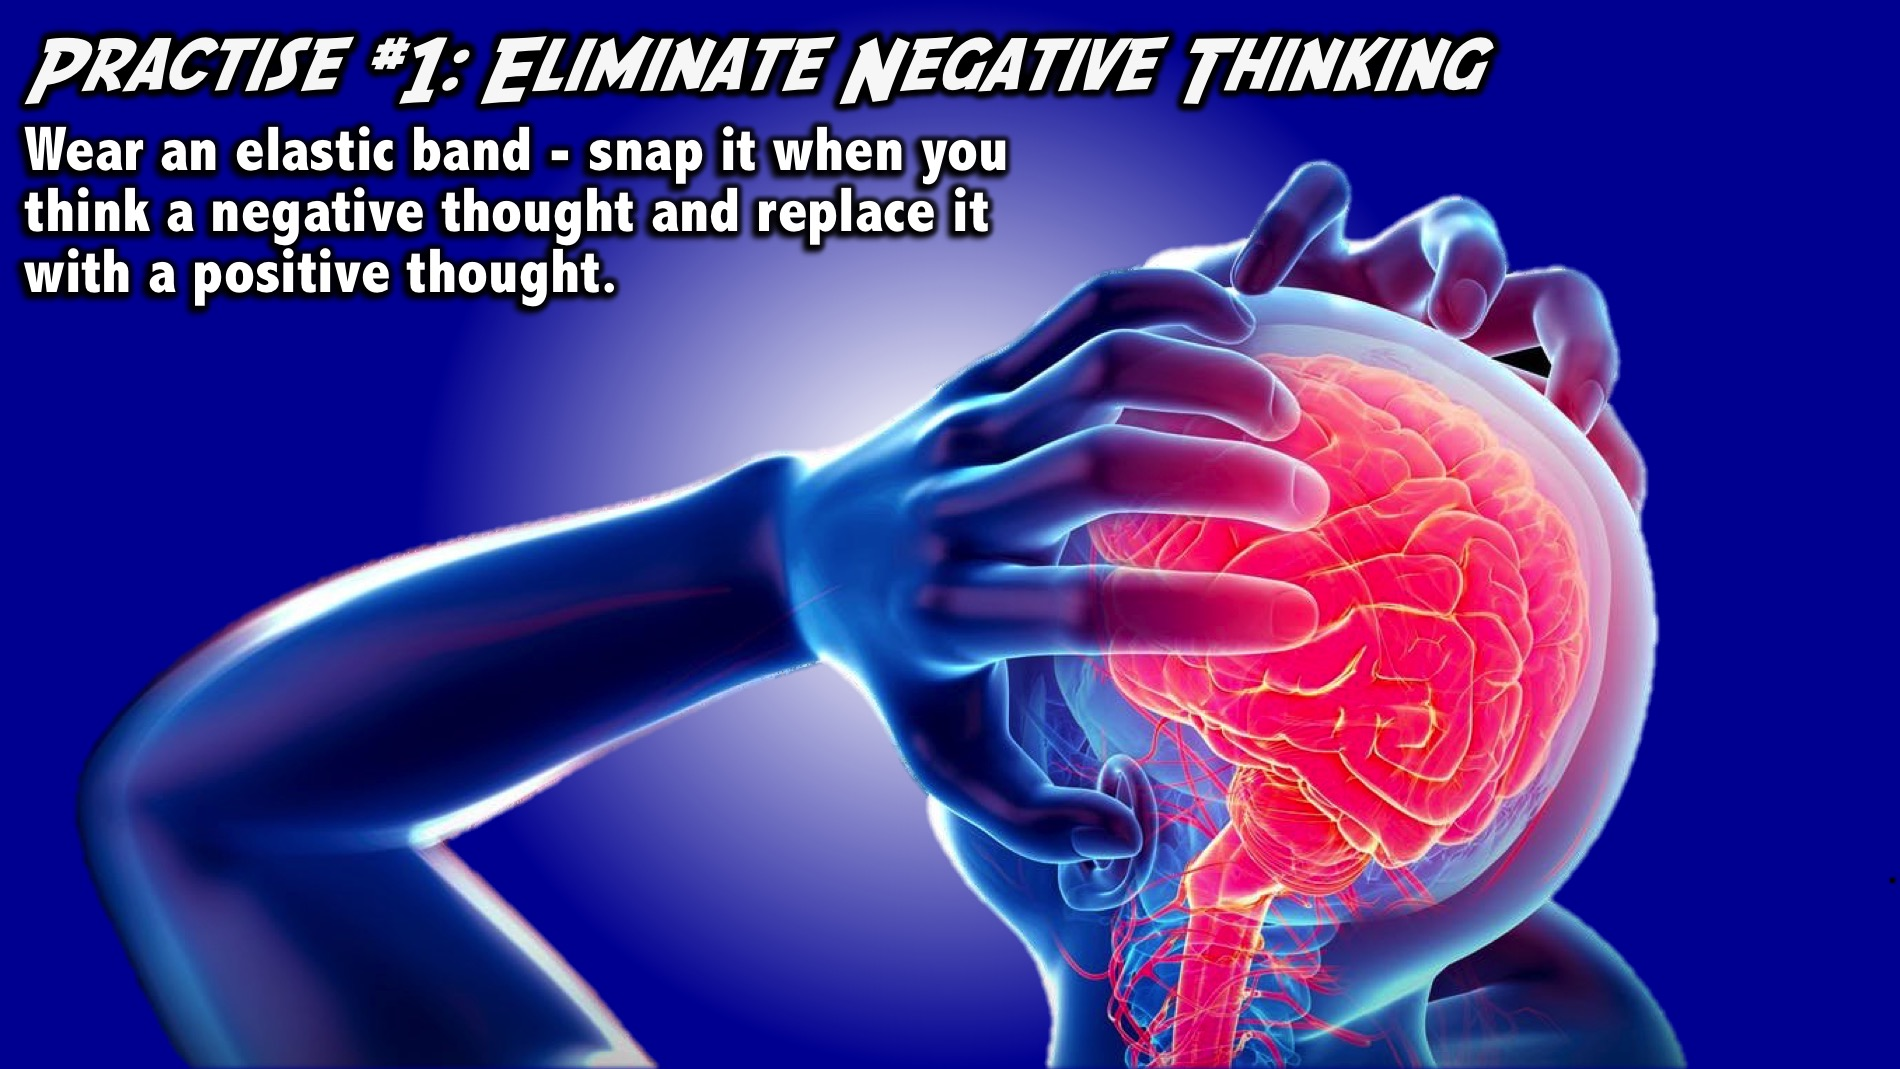 Practise #1: Eliminate Negative Thinking
Wear an elastic band - snap it when you
think a negative thought and replace it
with a positive thought.